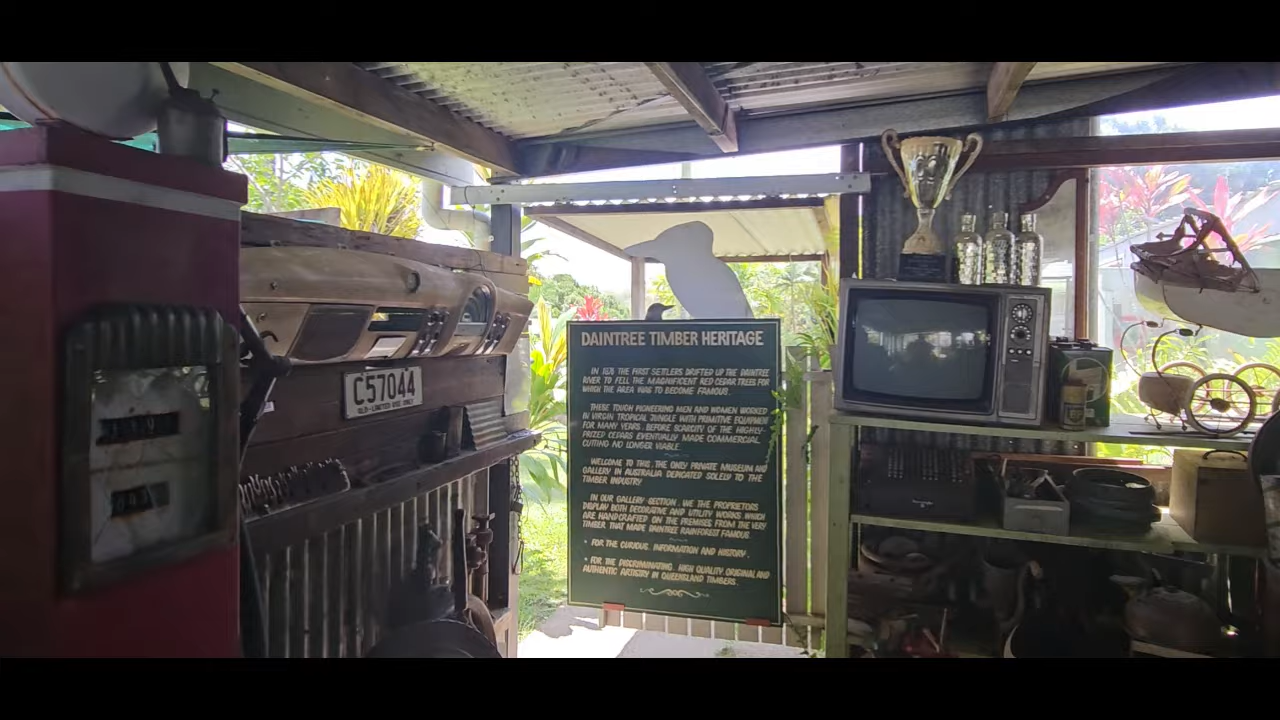 C57044
QLD-LIMITED USE ONLY
DAINTREE TIMBER HERITAGE
IN 1876 THE FIRST SETTLERS DRIFTED UP THE DAINTREE
RIVER TO FELL THE MAGNIFICENT RED CEDAR TREES FOR
WHICH THE AREA WAS TO BECOME FAMOUS.
THESE TOUGH PIONEERING MEN AND WOMEN WORKED
IN VIRGIN TROPICAL JUNGLE WITH PRIMITIVE EQUIPMENT
FOR MANY YEARS, BEFORE SCARCITY OF THE HIGHLY-
PRIZED CEDARS EVENTUALLY MADE COMMERCIAL
CUTTING NO LONGER VIABLE.
WELCOME TO THIS, THE ONLY PRIVATE MUSEUM AND
GALLERY IN AUSTRALIA DEDICATED SOLELY TO THE
TIMBER INDUSTRY
IN OUR GALLERY SECTION, WE THE PROPRIETORS
DISPLAY BOTH DECORATIVE AND UTILITY WORKS WHICH
ARE HANDCRAFTED ON THE PREMISES FROM THE VERY
TIMBER THAT MADE DAINTREE RAINFOREST FAMOUS.
* FOR THE CURIOUS, INFORMATION AND HISTORY.
* FOR THE DISCRIMINATING, HIGH QUALITY, ORIGINAL AND
AUTHENTIC ARTISTRY IN QUEENSLAND TIMBERS.